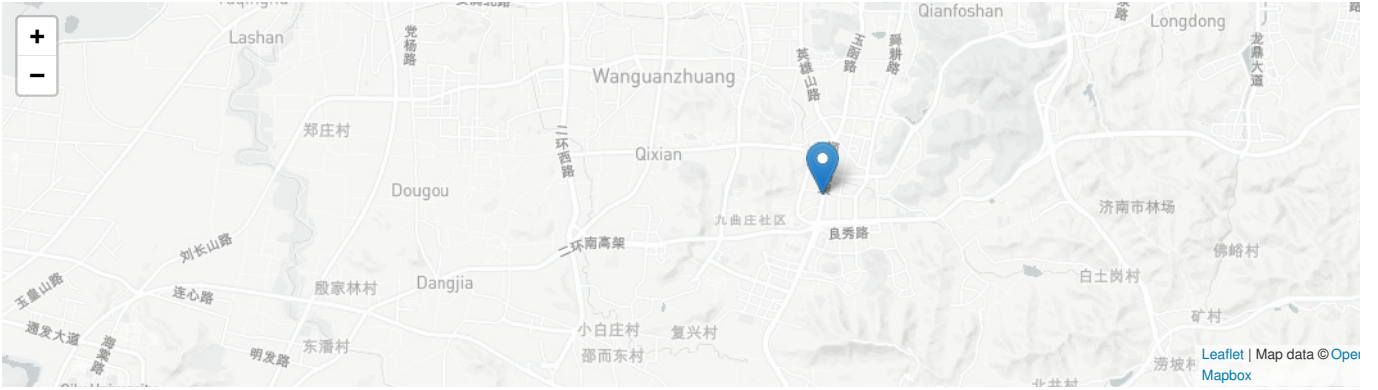 +
−
Lashan
党杨路
Wanguanzhuang
英雄山路
玉函路
舜耕路
Qianfoshan
Longdong
龙鼎大道
郑庄村
二环西路
Qixian
Dougou
九曲庄社区
良秀路
济南市林场
刘长山路
二环南高架
佛峪村
玉皇山路
连心路
殷家林村
Dangjia
白土岗村
通发大道
海棠路
明发路
东潘村
小白庄村
邵而东村
复兴村
矿村
Leaflet | Map data © Open
Mapbox